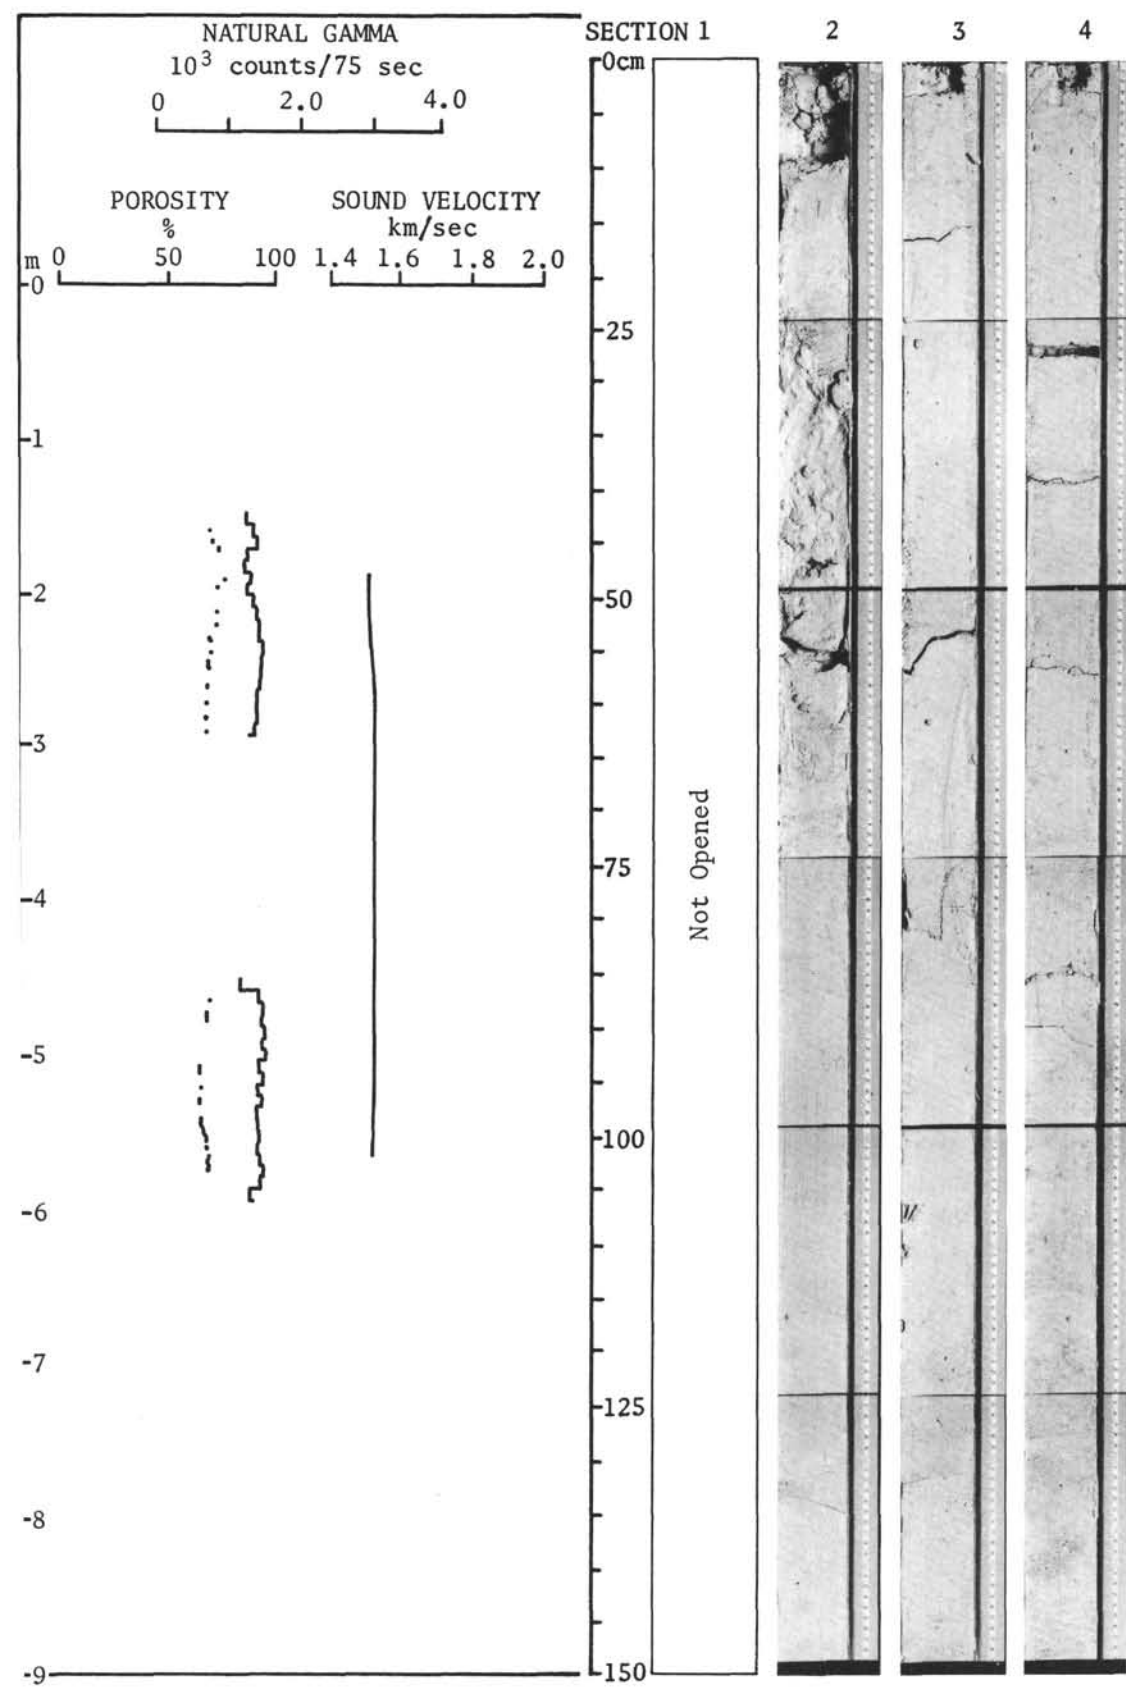 NATURAL GAMMA
10³ counts/75 sec
0 2.0 4.0
POROSITY
%
0 50 100
SOUND VELOCITY
km/sec
1.4 1.6 1.8 2.0
m
0
1
2
3
4
5
6
7
8
9
SECTION 1 2 3 4
0cm
25
50
75
100
125
150
Not Opened